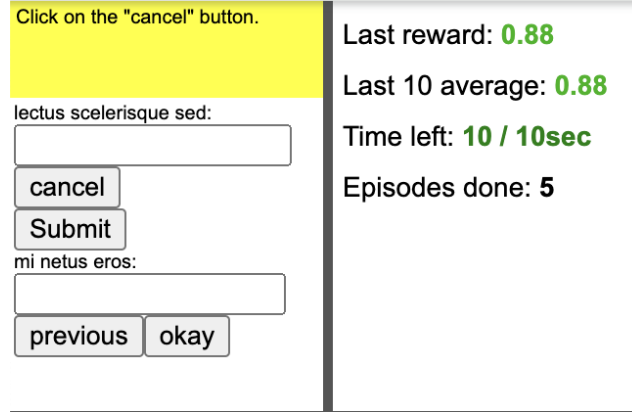 Click on the "cancel" button.
lectus scelerisque sed:
cancel
Submit
mi netus eros:
previous okay
Last reward: 0.88
Last 10 average: 0.88
Time left: 10 / 10sec
Episodes done: 5